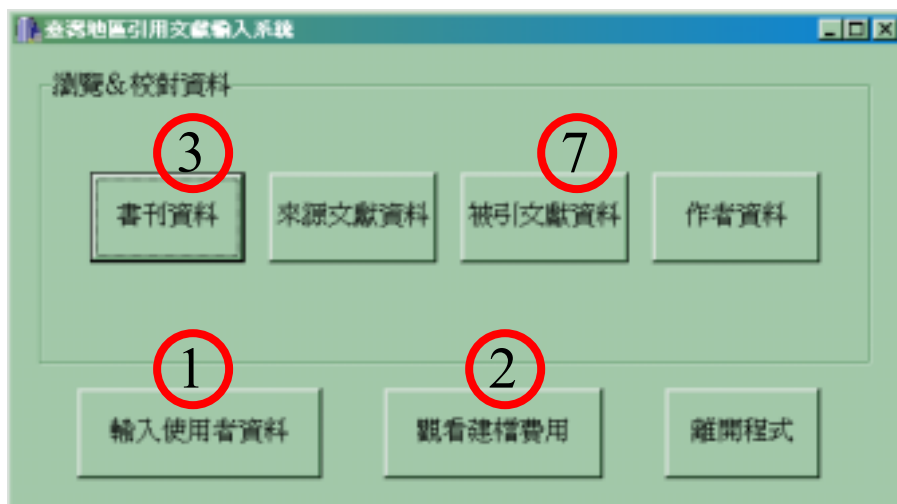 臺灣地區引用文獻輸入系統
瀏覽&校對資料
3 7
書刊資料 來源文獻資料 被引文獻資料 作者資料
1 2
輸入使用者資料 觀看建檔費用 離開程式